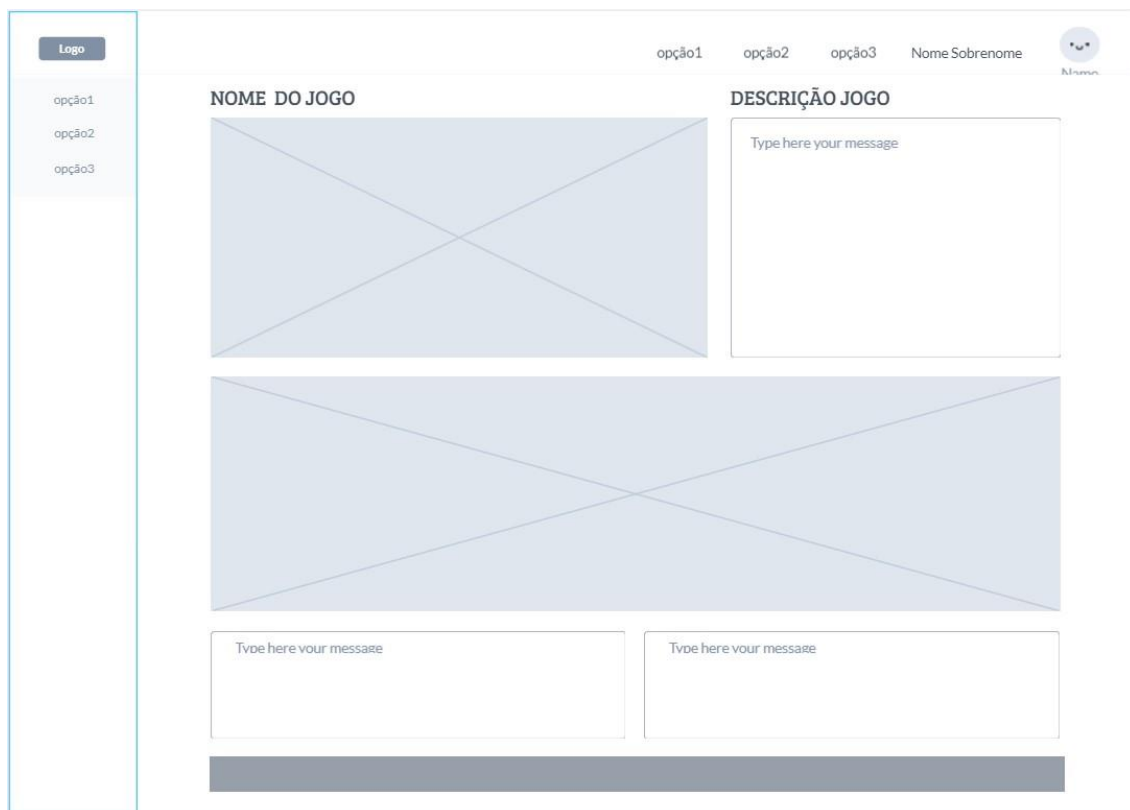 Logo
opção1
opção2
opção3
Nome Sobrenome
Name
opção1
opção2
opção3
NOME DO JOGO
DESCRIÇÃO JOGO
Type here your message
Type here your message
Type here your message